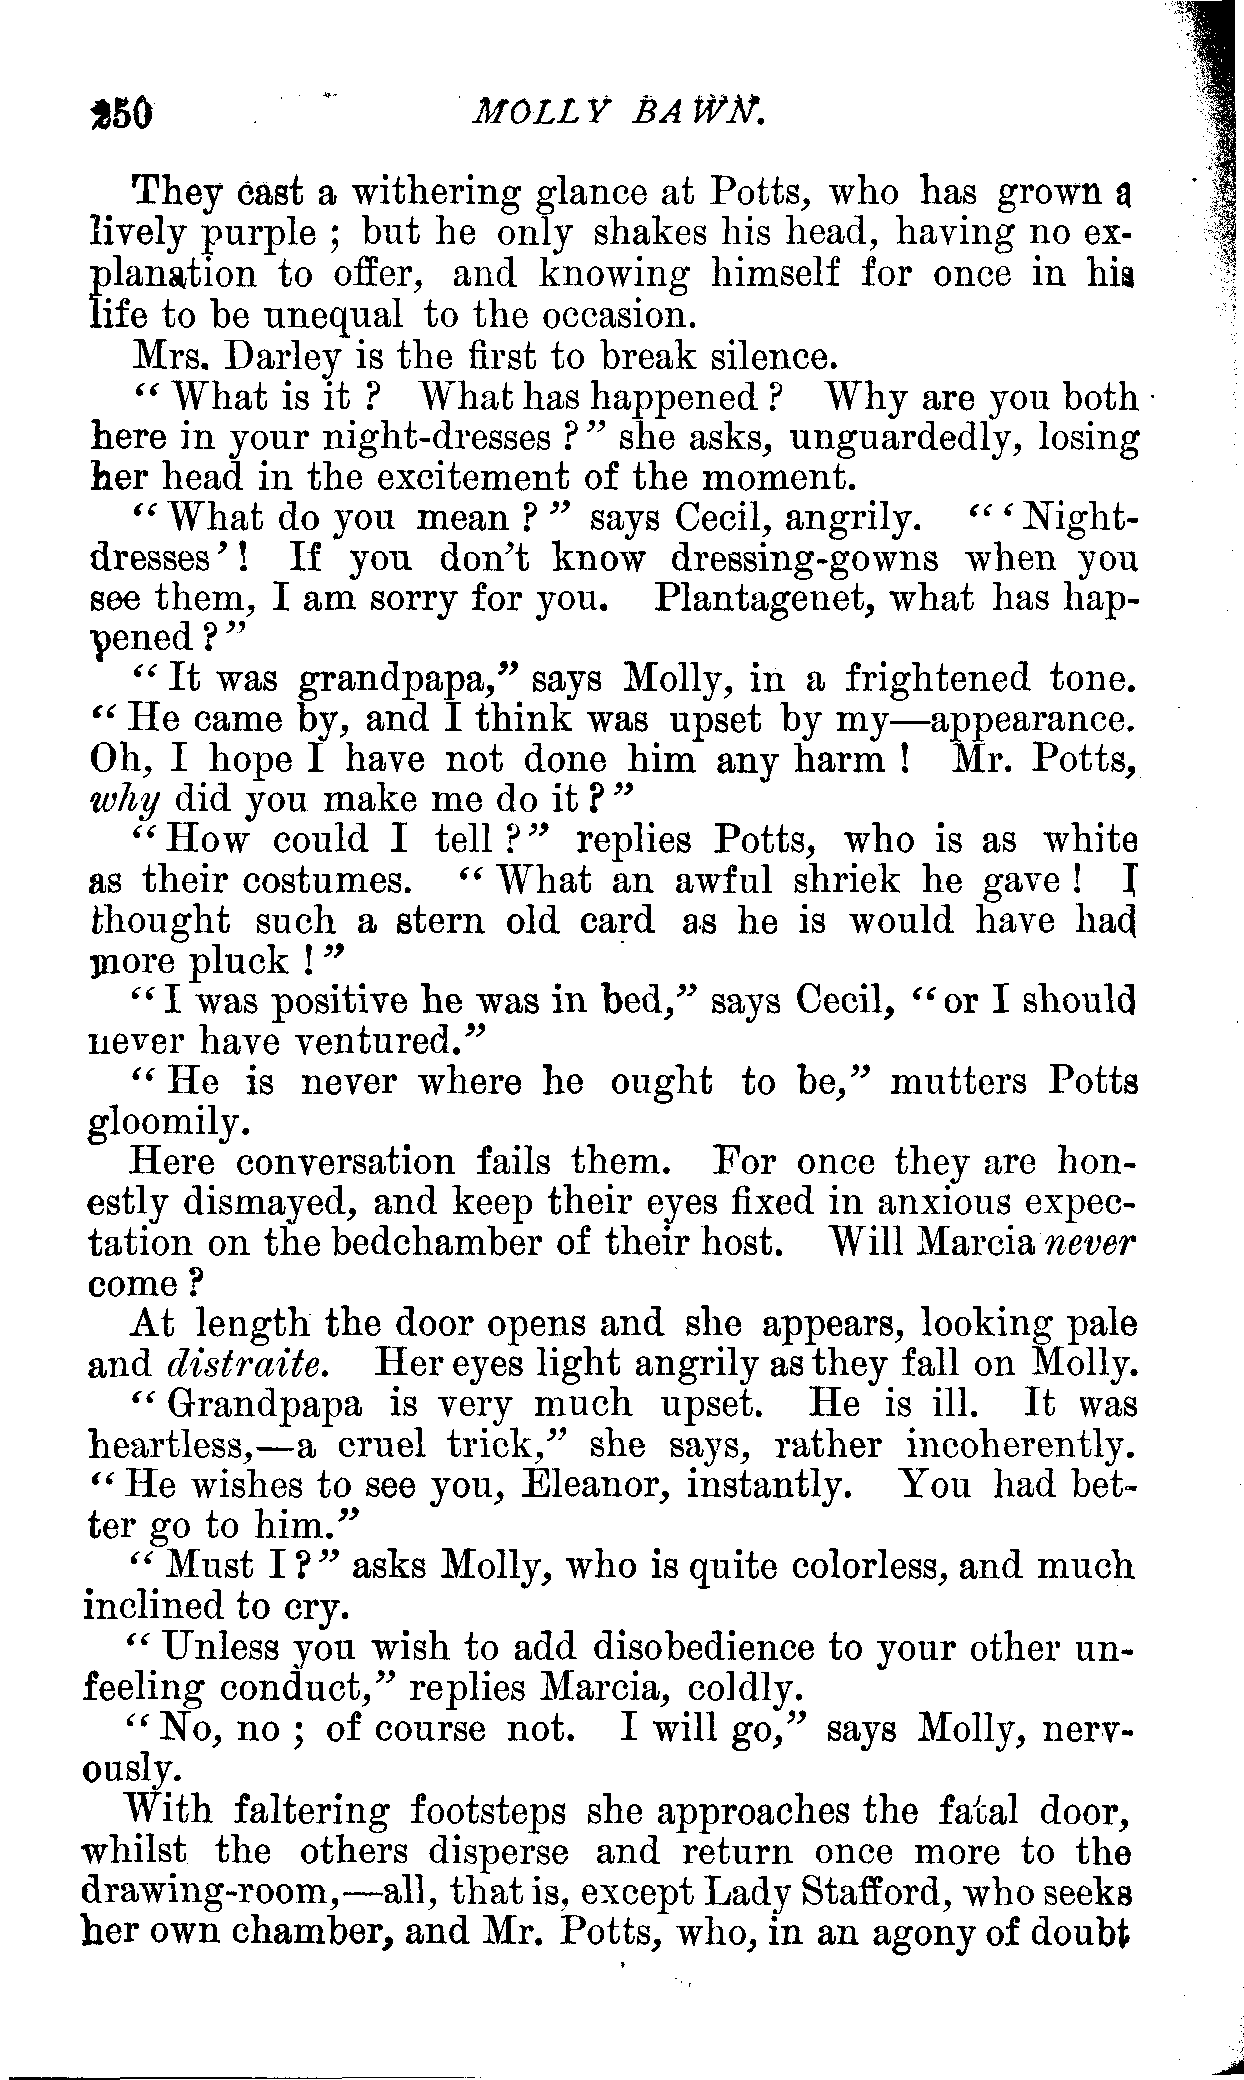 250 MOLLY BAWN.
They cast a withering glance at Potts, who has grown a
lively purple ; but he only shakes his head, having no ex-
planation to offer, and knowing himself for once in his
life to be unequal to the occasion.
Mrs. Darley is the first to break silence.
“ What is it ? What has happened ? Why are you both
here in your night-dresses ?” she asks, unguardedly, losing
her head in the excitement of the moment.
“ What do you mean ? ” says Cecil, angrily. “ ‘ Night-
dresses’ ! If you don’t know dressing-gowns when you
see them, I am sorry for you. Plantagenet, what has hap-
pened ?”
“ It was grandpapa,” says Molly, in a frightened tone.
“ He came by, and I think was upset by my—appearance.
Oh, I hope I have not done him any harm ! Mr. Potts,
why did you make me do it ?”
“ How could I tell ?” replies Potts, who is as white
as their costumes. “ What an awful shriek he gave ! I
thought such a stern old card as he is would have had
more pluck !”
“ I was positive he was in bed,” says Cecil, “ or I should
never have ventured.”
“ He is never where he ought to be,” mutters Potts
gloomily.
Here conversation fails them. For once they are hon-
estly dismayed, and keep their eyes fixed in anxious expec-
tation on the bedchamber of their host. Will Marcia never
come ?
At length the door opens and she appears, looking pale
and distraite. Her eyes light angrily as they fall on Molly.
“ Grandpapa is very much upset. He is ill. It was
heartless,—a cruel trick,” she says, rather incoherently.
“ He wishes to see you, Eleanor, instantly. You had bet-
ter go to him.”
“ Must I ?” asks Molly, who is quite colorless, and much
inclined to cry.
“ Unless you wish to add disobedience to your other un-
feeling conduct,” replies Marcia, coldly.
“ No, no ; of course not. I will go,” says Molly, nerv-
ously.
With faltering footsteps she approaches the fatal door,
whilst the others disperse and return once more to the
drawing-room,—all, that is, except Lady Stafford, who seeks
her own chamber, and Mr. Potts, who, in an agony of doubt